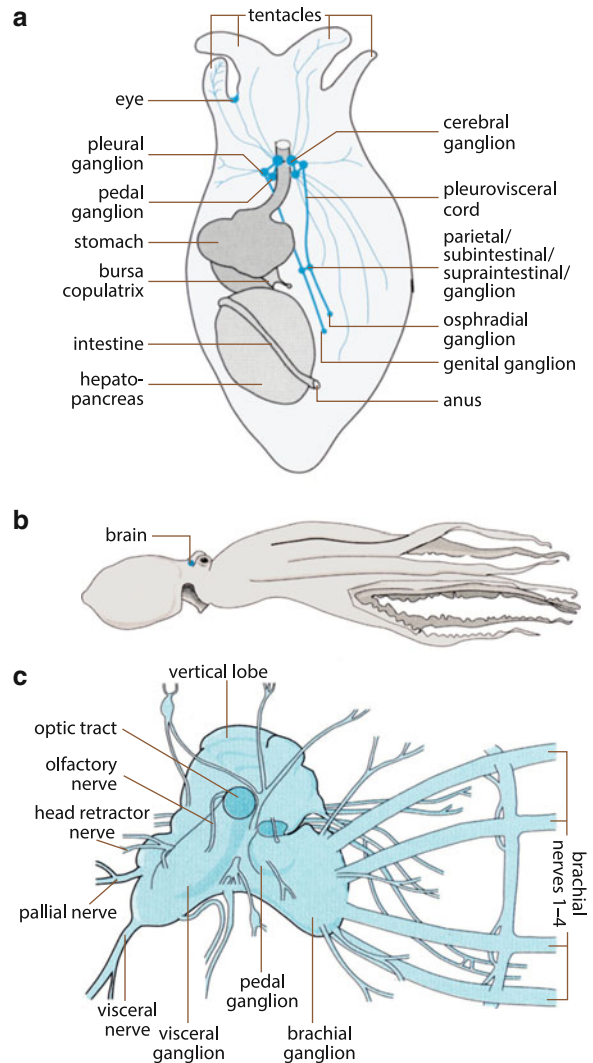 a
tentacles
eye
pleural
ganglion
pedal
ganglion
stomach
bursa
copulatrix
intestine
hepato-
pancreas
cerebral
ganglion
pleurovisceral
cord
parietal/
subintestinal/
supraintestinal/
ganglion
osphradial
ganglion
genital ganglion
anus
b
brain
c
vertical lobe
optic tract
olfactory
nerve
head retractor
nerve
pallial nerve
visceral
nerve
visceral
ganglion
pedal
ganglion
brachial
ganglion
brachial
nerves 1–4